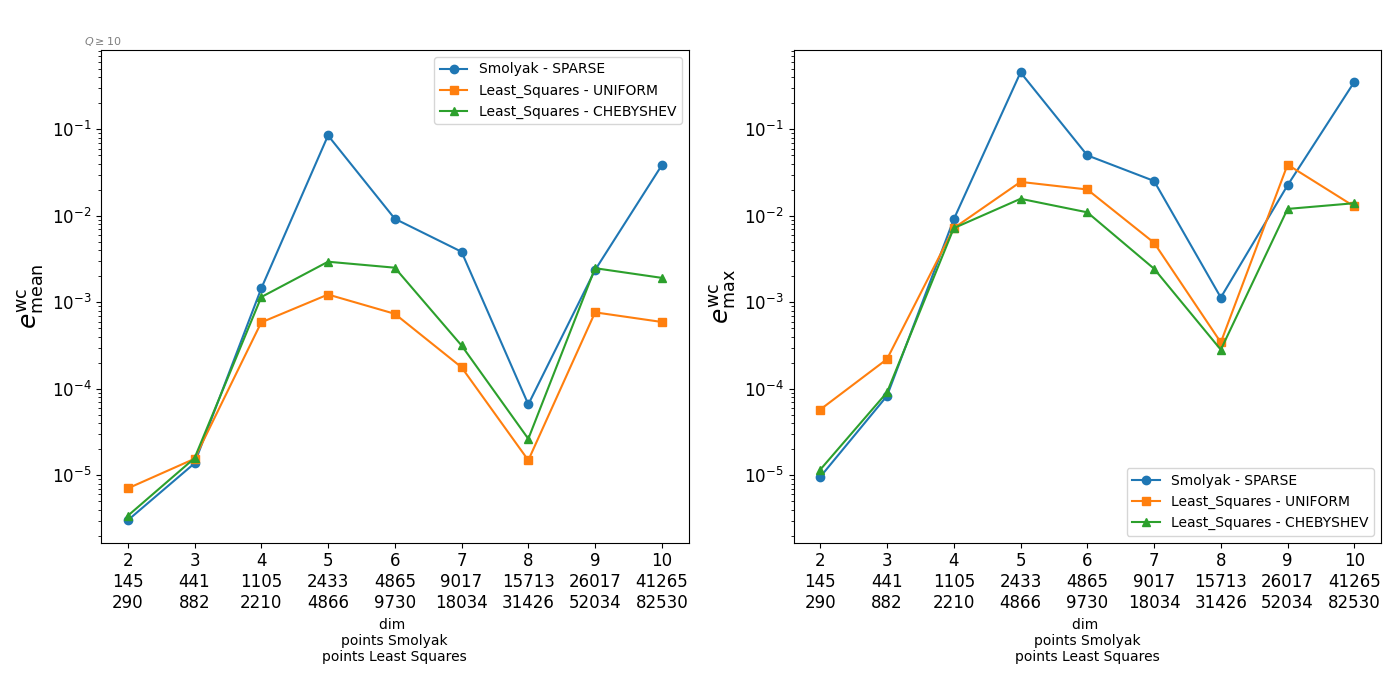 Q ≥ 10
Smolyak - SPARSE
Least_Squares - UNIFORM
Least_Squares - CHEBYSHEV
10⁻¹
10⁻²
10⁻³
10⁻⁴
10⁻⁵
e^wc_mean
2 3 4 5 6 7 8 9 10
145 441 1105 2433 4865 9017 15713 26017 41265
290 882 2210 4866 9730 18034 31426 52034 82530
dim
points Smolyak
points Least Squares
10⁻¹
10⁻²
10⁻³
10⁻⁴
10⁻⁵
e^wc_max
Smolyak - SPARSE
Least_Squares - UNIFORM
Least_Squares - CHEBYSHEV
2 3 4 5 6 7 8 9 10
145 441 1105 2433 4865 9017 15713 26017 41265
290 882 2210 4866 9730 18034 31426 52034 82530
dim
points Smolyak
points Least Squares